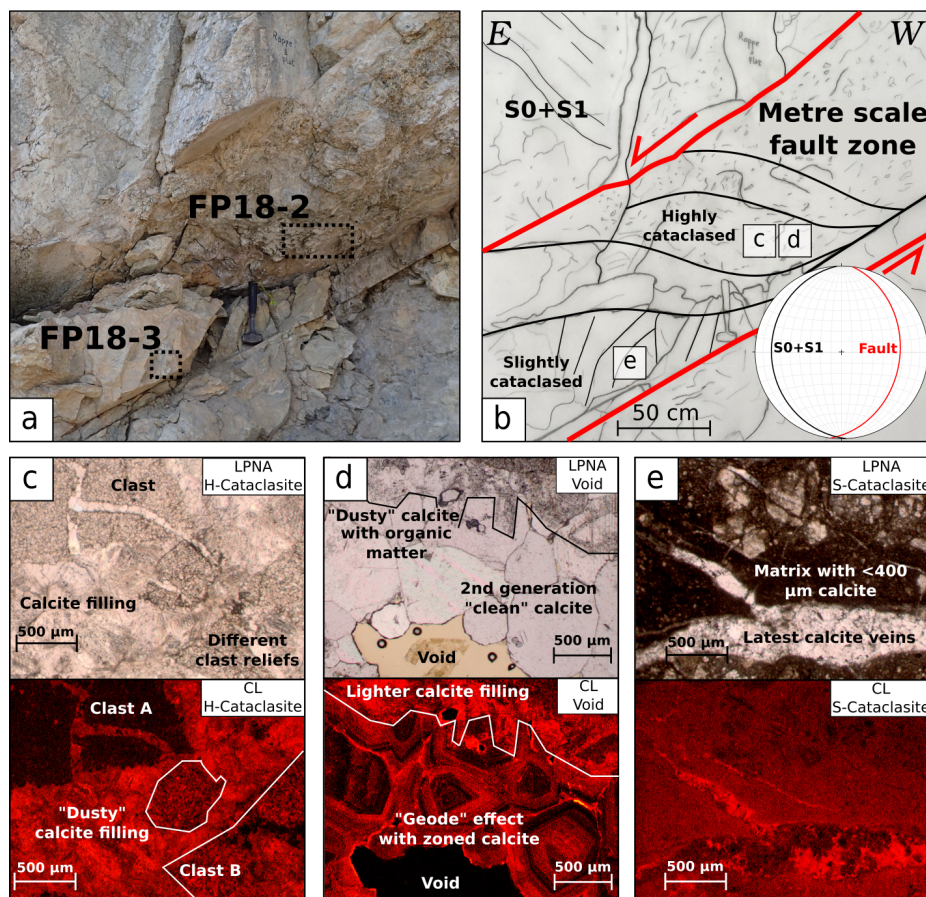 FP18-2
FP18-3
a
E
W
S0+S1
Rappe
&
Plat
Metre scale
fault zone
Highly
cataclased
c
d
Slightly
cataclased
e
50 cm
S0+S1
Fault
b
c
LPNA
H-Cataclasite
Clast
Calcite filling
500 µm
Different
clast reliefs
CL
H-Cataclasite
Clast A
"Dusty"
calcite filling
500 µm
Clast B
d
LPNA
Void
"Dusty" calcite
with organic
matter
2nd generation
"clean" calcite
Void
500 µm
CL
Void
Lighter calcite filling
"Geode" effect
with zoned calcite
Void
500 µm
e
LPNA
S-Cataclasite
Matrix with <400
µm calcite
500 µm
Latest calcite veins
CL
S-Cataclasite
500 µm